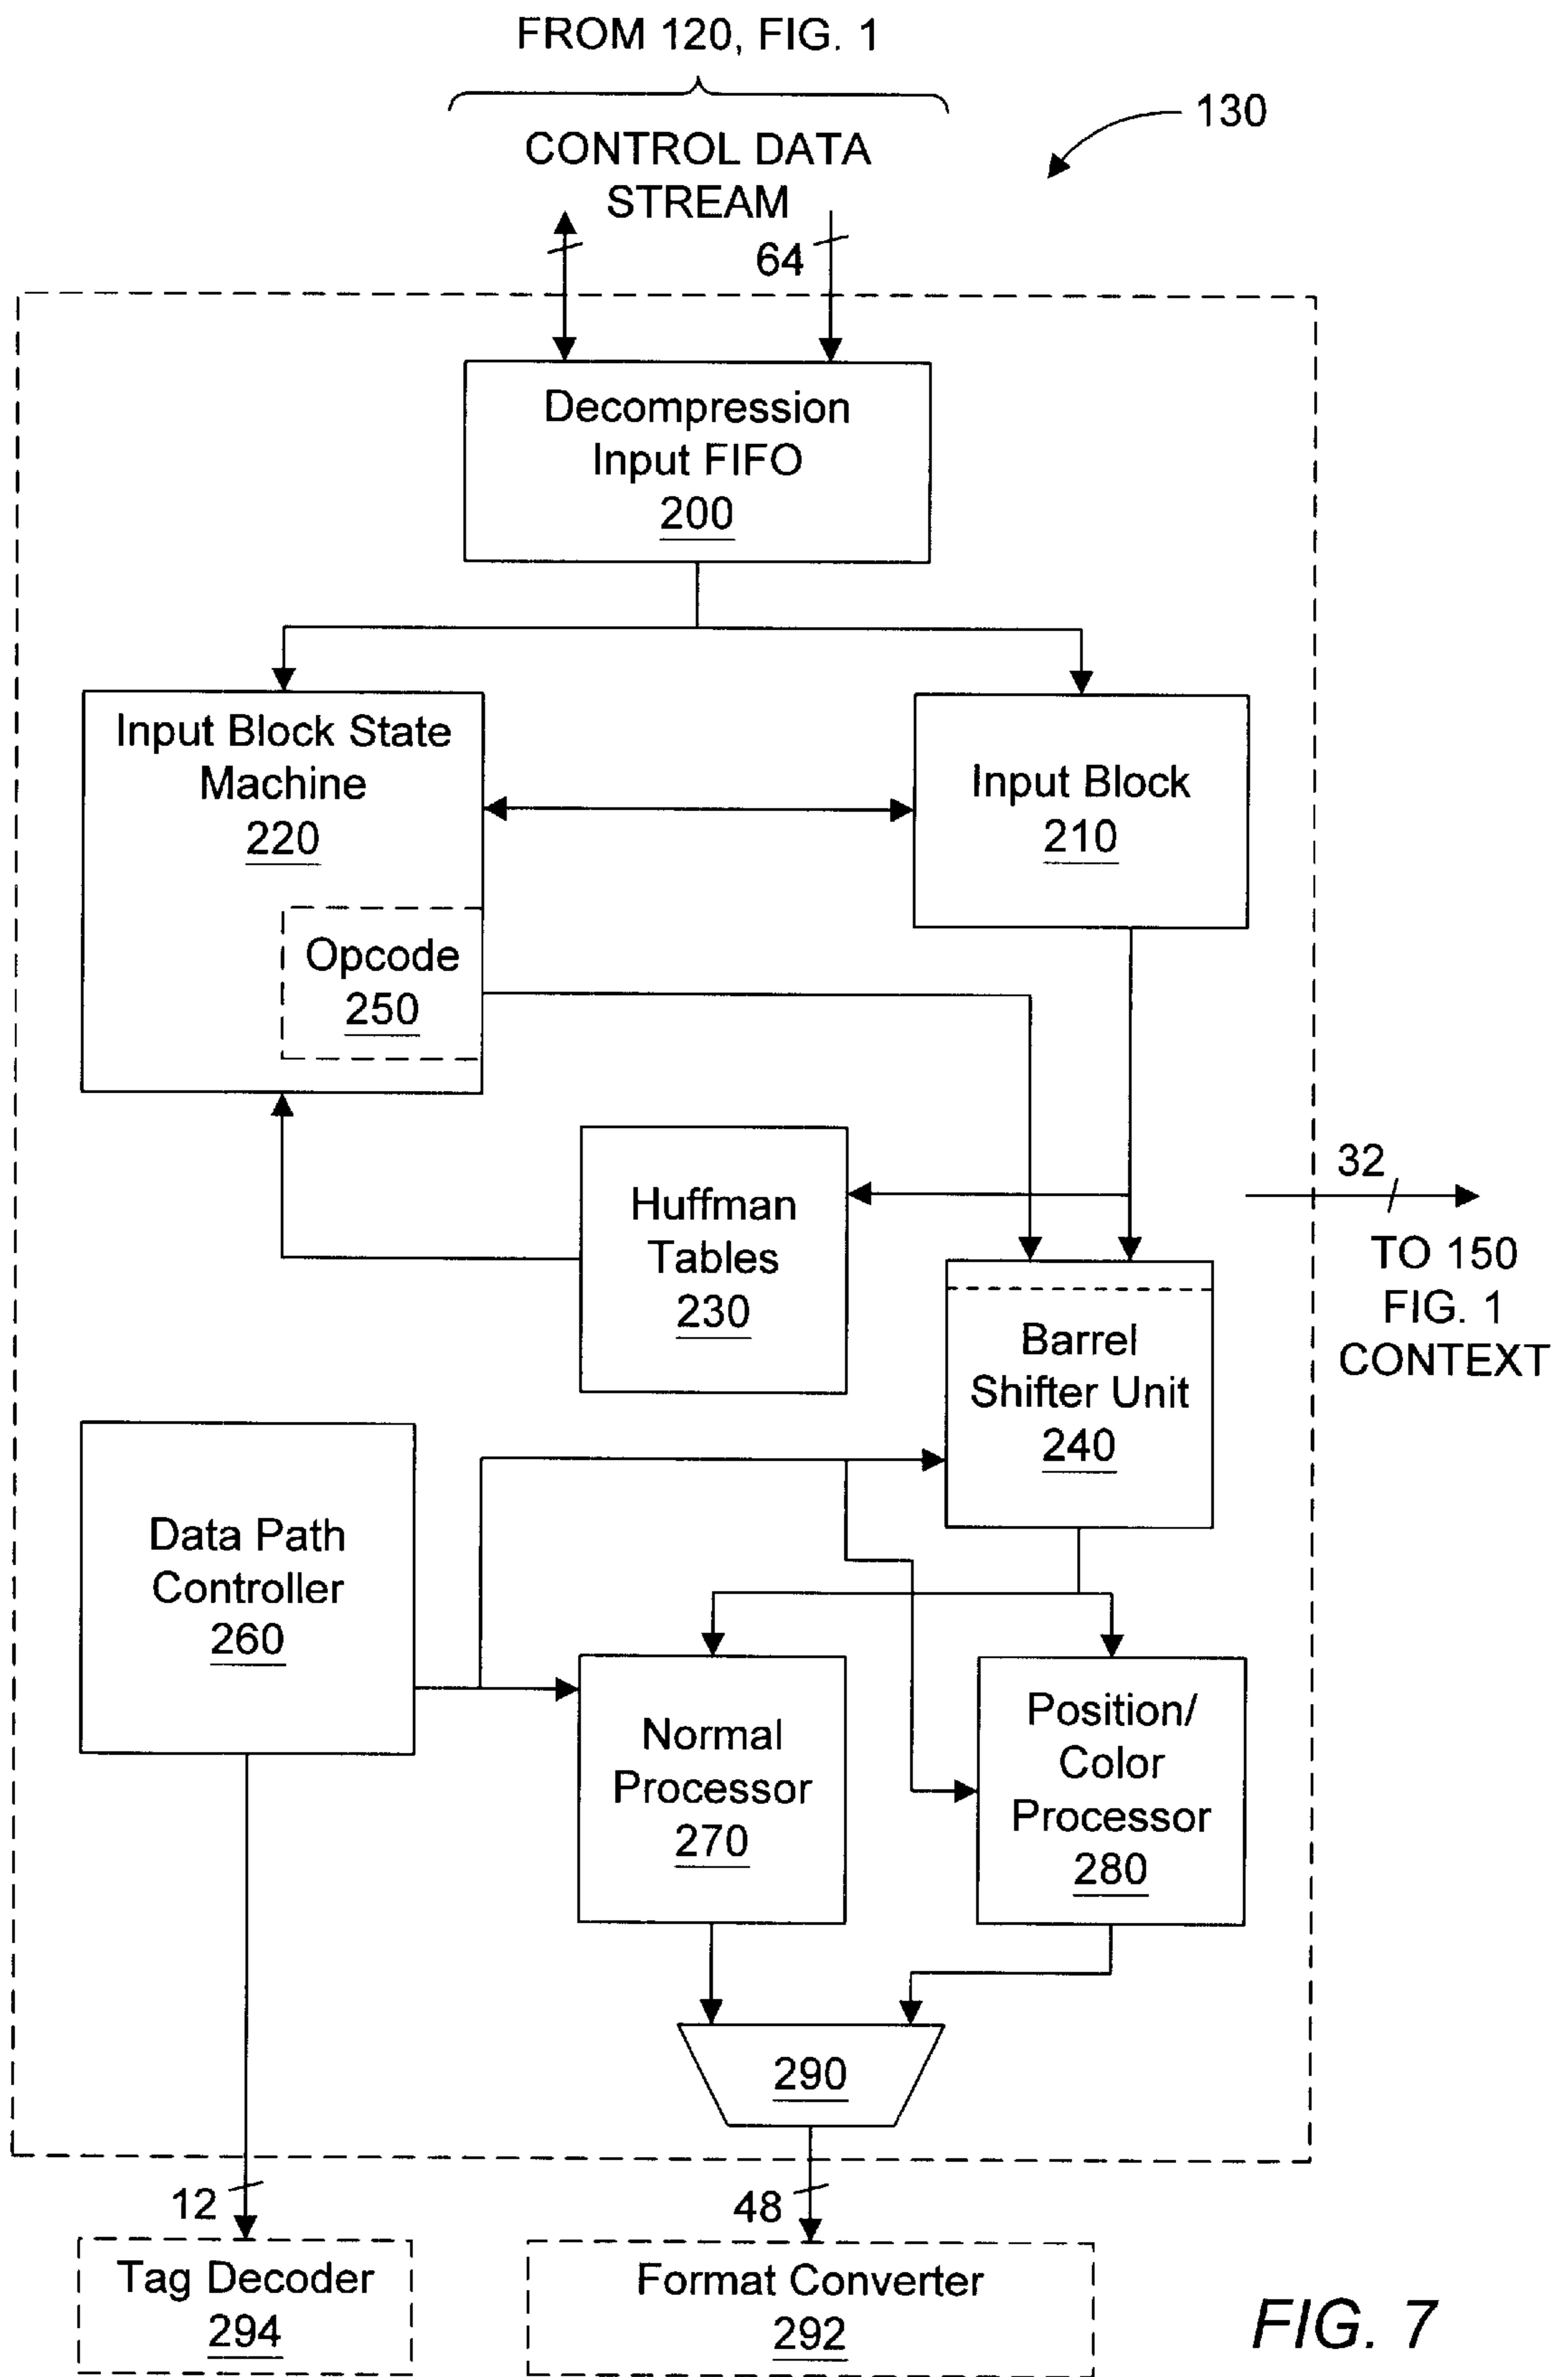 FROM 120, FIG. 1
130
CONTROL DATA
STREAM
64
Decompression
Input FIFO
200
Input Block State
Machine
220
Input Block
210
Opcode
250
Huffman
Tables
230
32
TO 150
FIG. 1
CONTEXT
Barrel
Shifter Unit
240
Data Path
Controller
260
Normal
Processor
270
Position/
Color
Processor
280
290
12
48
Tag Decoder
294
Format Converter
292
FIG. 7